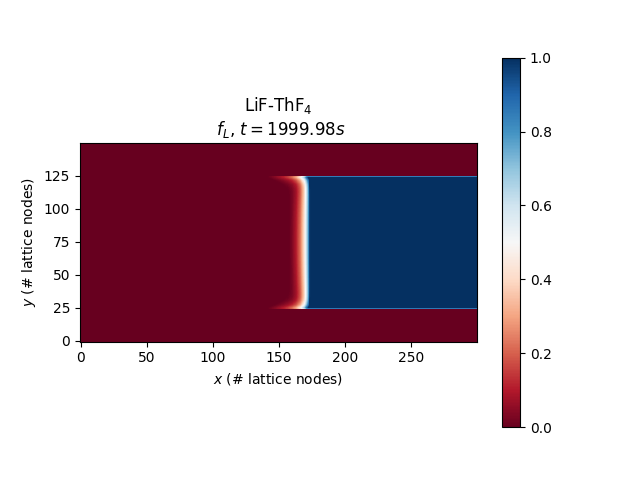 LiF-ThF₄
f_L, t = 1999.98s
1.0
0.8
0.6
0.4
0.2
0.0
125
100
75
50
25
0
y (# lattice nodes)
0 50 100 150 200 250
x (# lattice nodes)